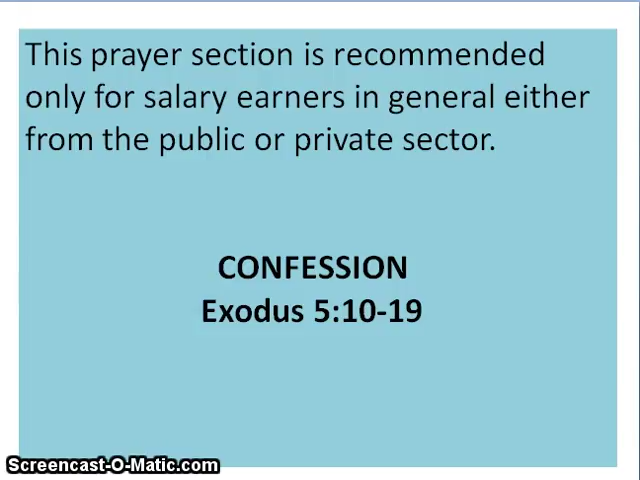 This prayer section is recommended
only for salary earners in general either
from the public or private sector.
CONFESSION
Exodus 5:10-19
Screencast-O-Matic.com